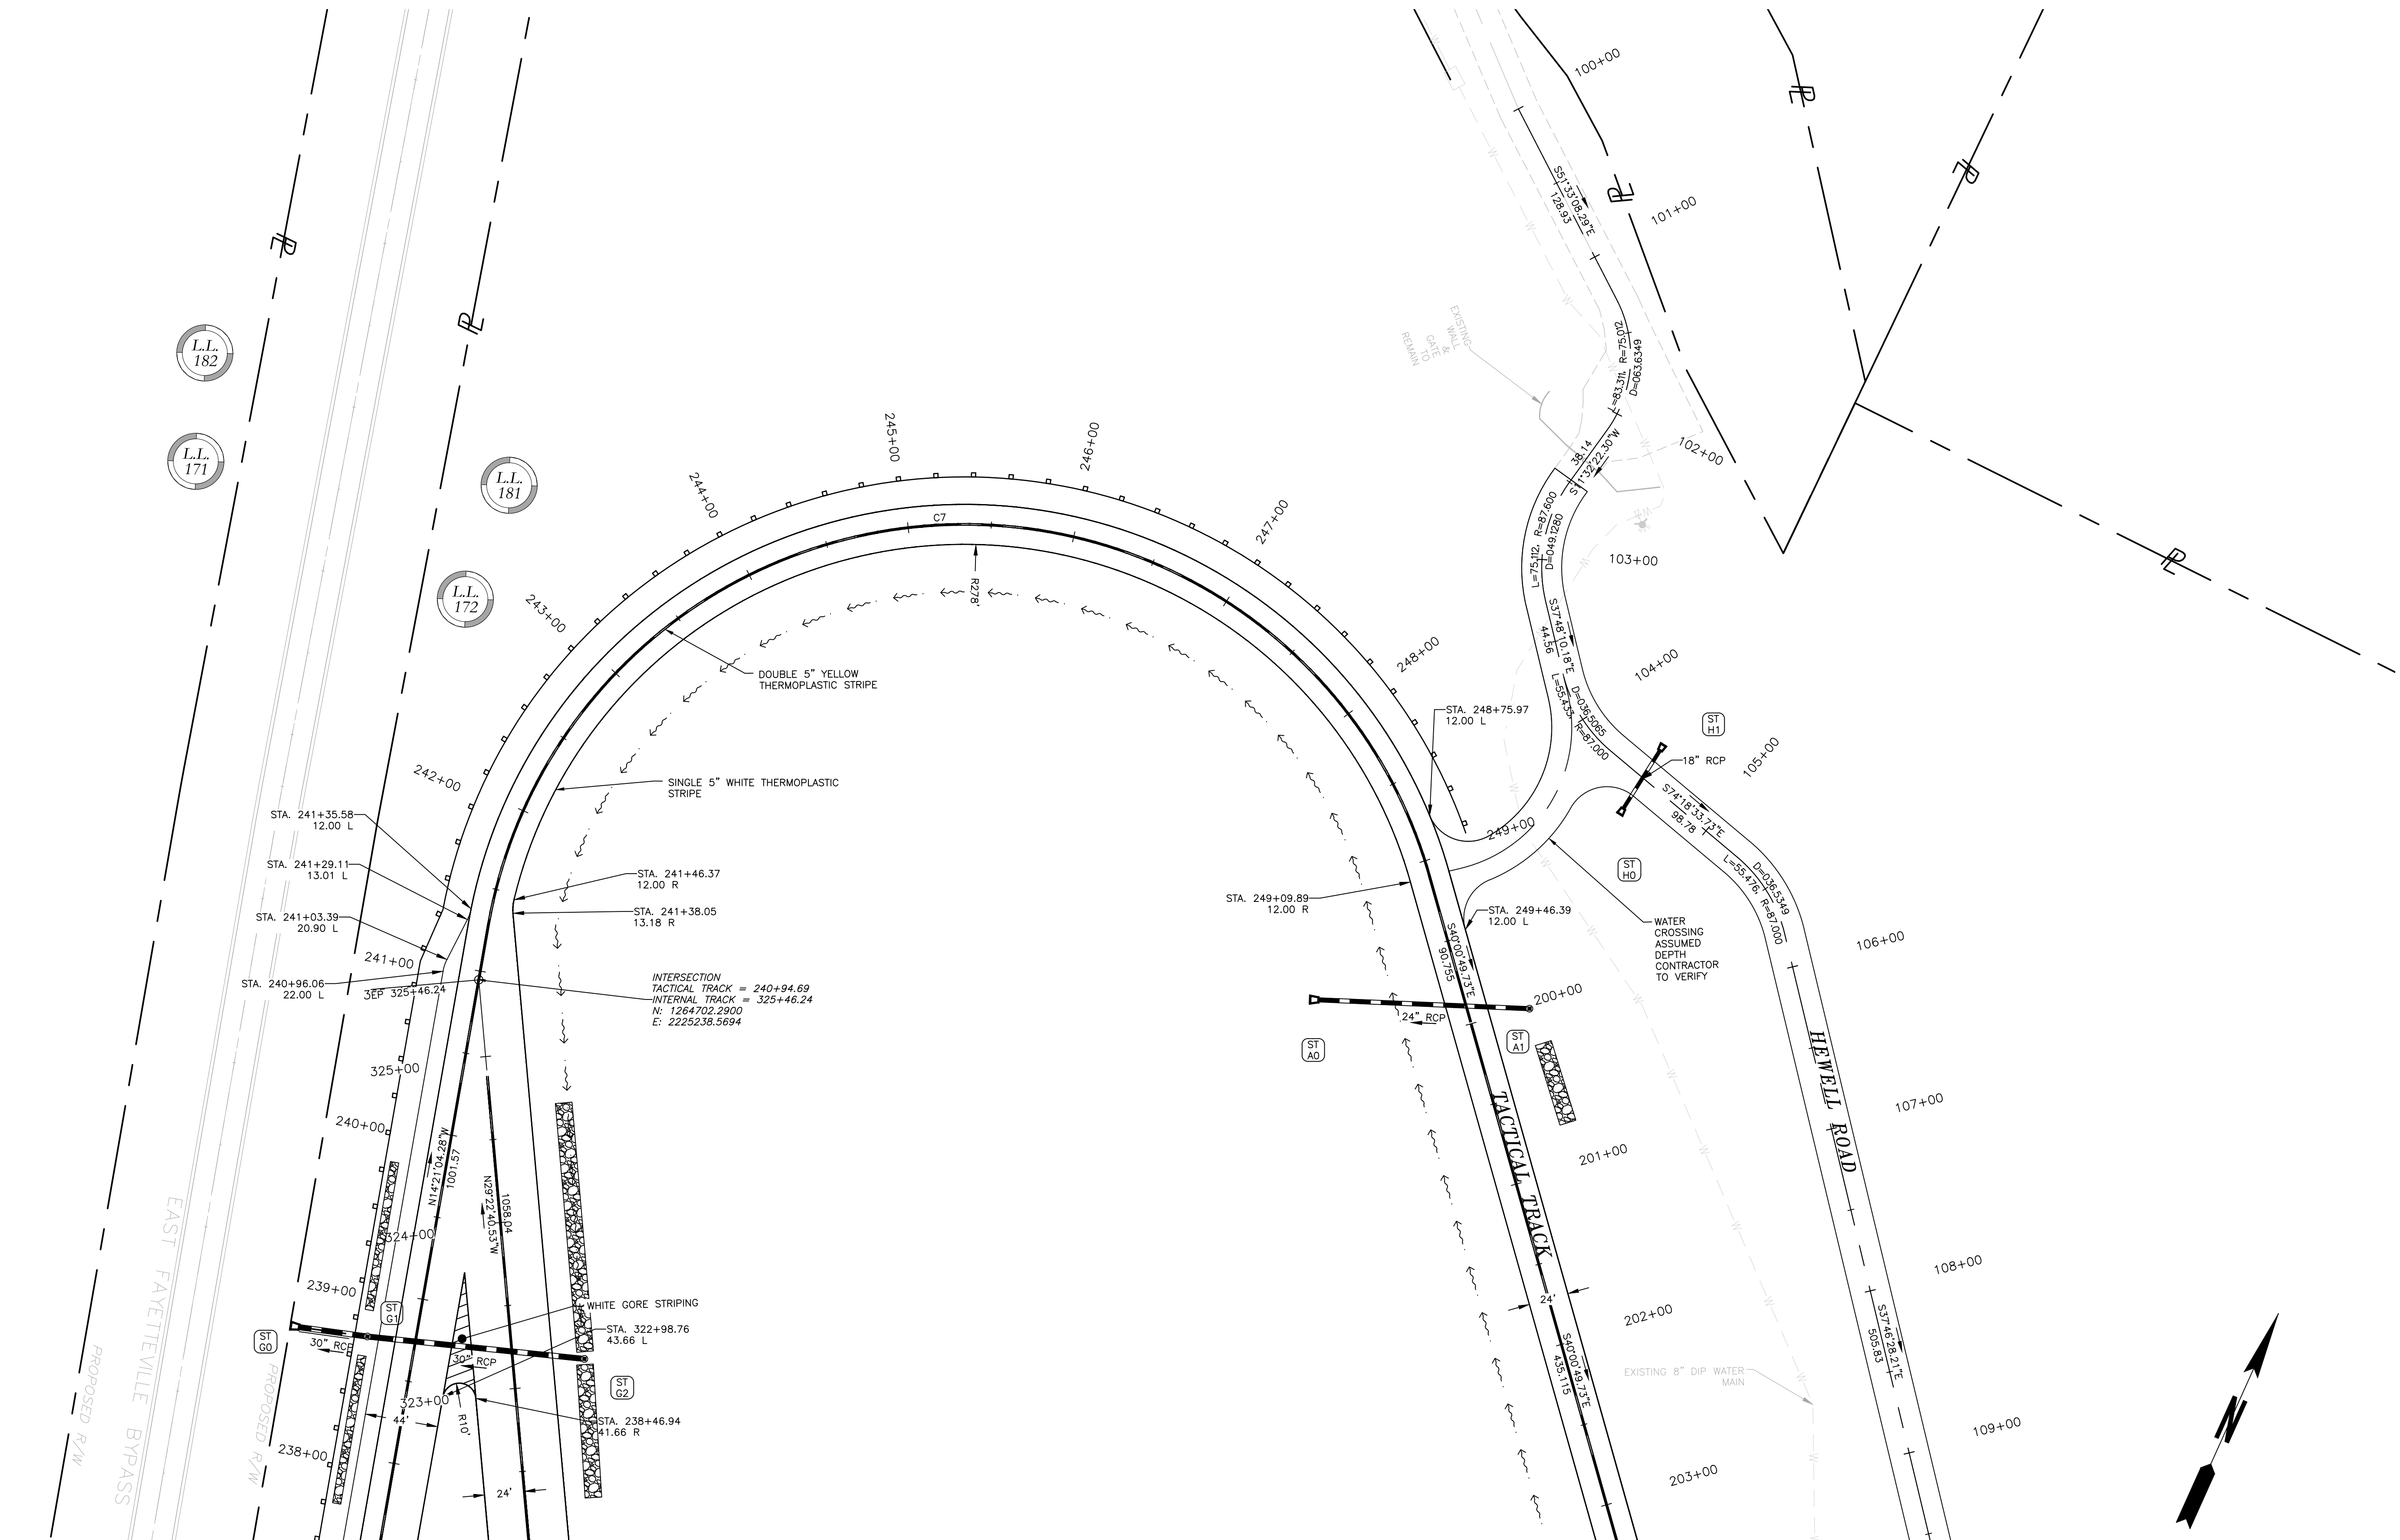 100+00
S51°33'08.29"E
128.93
101+00
EXISTING
WALL
&
GATE
TO
REMAIN
L=83.311, R=75.012
D=063.6349
38.14
S11°32'22.30"W
102+00
L.L.
182
L.L.
171
L.L.
181
L.L.
172
243+00
244+00
245+00
C7
246+00
247+00
R278'
L=75.112, R=87.600
D=049.1280
103+00
S37°48'10.18"E
44.56
104+00
248+00
DOUBLE 5" YELLOW
THERMOPLASTIC STRIPE
L=55.433, R=87.000
D=036.5065
STA. 248+75.97
12.00 L
ST
H1
18" RCP
105+00
242+00
SINGLE 5" WHITE THERMOPLASTIC
STRIPE
STA. 241+35.58
12.00 L
S74°18'33.73"E
98.78
249+00
STA. 241+29.11
13.01 L
STA. 241+46.37
12.00 R
ST
H0
D=036.5349
L=55.476, R=87.000
STA. 249+09.89
12.00 R
STA. 241+03.39
20.90 L
STA. 241+38.05
13.18 R
STA. 249+46.39
12.00 L
WATER
CROSSING
ASSUMED
DEPTH
CONTRACTOR
TO VERIFY
106+00
241+00
S40°00'49.73"E
90.755
STA. 240+96.06
22.00 L
3EP 325+46.24
INTERSECTION
TACTICAL TRACK = 240+94.69
INTERNAL TRACK = 325+46.24
N: 1264702.2900
E: 2225238.5694
200+00
24" RCP
ST
A0
ST
A1
325+00
HEWELL ROAD
107+00
240+00
TACTICAL TRACK
N14°21'04.28"W
1001.57
N29°22'40.53"W
1058.04
201+00
EAST FAYETTEVILLE BYPASS
324+00
108+00
239+00
24'
202+00
ST
G1
WHITE GORE STRIPING
STA. 322+98.76
43.66 L
ST
G0
30" RCP
30" RCP
S37°46'28.21"E
505.83
S40°00'49.73"E
435.115
EXISTING 8" DIP WATER
MAIN
ST
G2
PROPOSED R/W
PROPOSED R/W
323+00
44'
R10'
STA. 238+46.94
41.66 R
109+00
238+00
203+00
24'
N